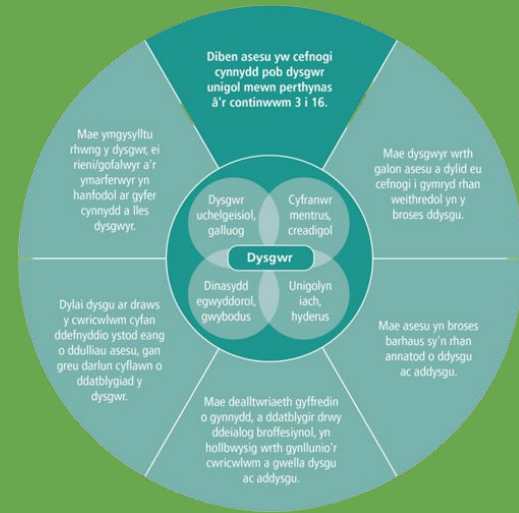 Diben asesu yw cefnogi
cynnydd pob dysgwr
unigol mewn perthynas
â'r continwwm 3 i 16.
Mae dysgwyr wrth
galon asesu a dylid eu
cefnogi i gymryd rhan
weithredol yn y
broses ddysgu.
Mae asesu yn broses
barhaus sy'n rhan
annatod o ddysgu
ac addysgu.
Mae dealltwriaeth gyffredin
o gynnydd, a ddatblygir drwy
ddeialog broffesiynol, yn
hollbwysig wrth gynllunio'r
cwricwlwm a gwella dysgu
ac addysgu.
Dylai dysgu ar draws
y cwricwlwm cyfan
ddefnyddio ystod eang
o ddulliau asesu, gan
greu darlun cyflawn o
ddatblygiad y
dysgwr.
Mae ymgysylltu
rhwng y dysgwr, ei
rieni/gofalwyr a'r
ymarferwyr yn
hanfodol ar gyfer
cynnydd a lles
dysgwyr.
Dysgwr
uchelgeisiol,
galluog
Cyfranwr
mentrus,
creadigol
Dysgwr
Dinasydd
egwyddorol,
gwybodus
Unigolyn
iach,
hyderus